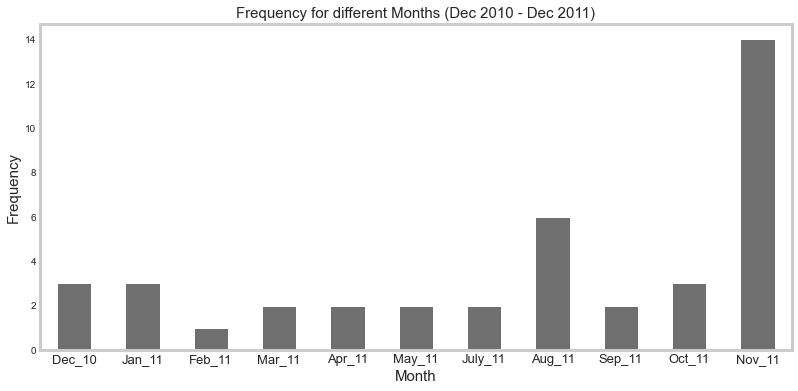 Frequency for different Months (Dec 2010 - Dec 2011)
14
12
10
8
6
4
2
0
Frequency
Dec_10 Jan_11 Feb_11 Mar_11 Apr_11 May_11 July_11 Aug_11 Sep_11 Oct_11 Nov_11
Month